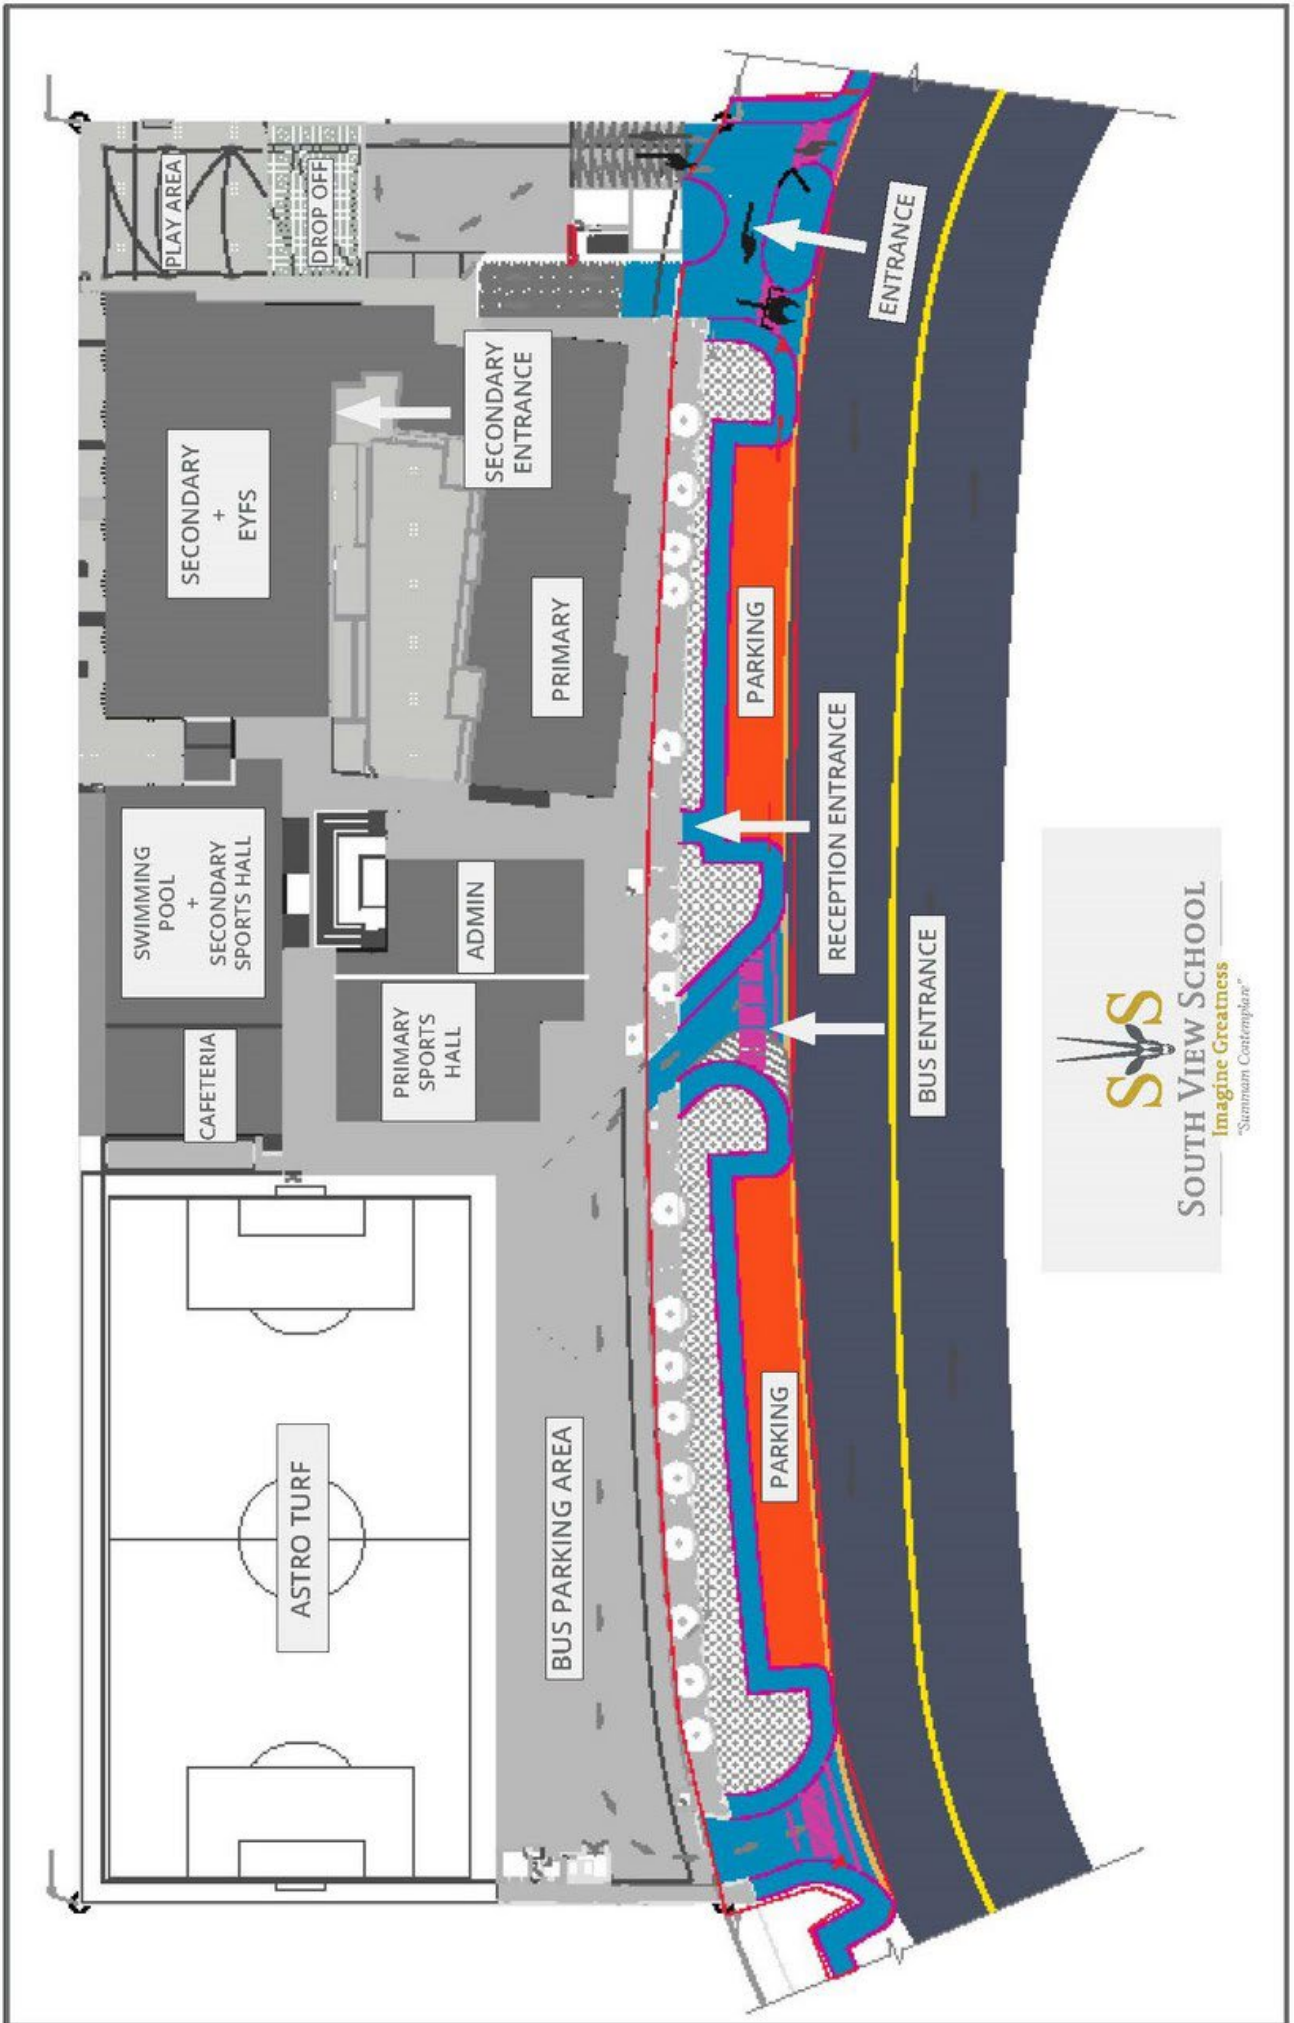 PLAY AREA
DROP OFF
SECONDARY
+
EYFS
SECONDARY
ENTRANCE
PRIMARY
SWIMMING
POOL
+
SECONDARY
SPORTS HALL
CAFETERIA
ADMIN
PRIMARY
SPORTS
HALL
ASTRO TURF
BUS PARKING AREA
ENTRANCE
PARKING
RECEPTION ENTRANCE
BUS ENTRANCE
PARKING
S S
SOUTH VIEW SCHOOL
Imagine Greatness
"Summam Contemplare"